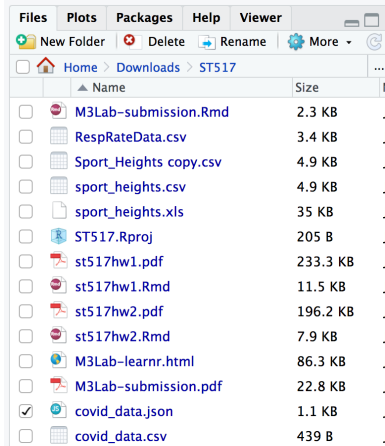 Files Plots Packages Help Viewer
New Folder Delete Rename More
Home Downloads ST517 ...
Name Size
M3Lab-submission.Rmd 2.3 KB
RespRateData.csv 3.4 KB
Sport_Heights copy.csv 4.9 KB
sport_heights.csv 4.9 KB
sport_heights.xls 35 KB
ST517.Rproj 205 B
st517hw1.pdf 233.3 KB
st517hw1.Rmd 11.5 KB
st517hw2.pdf 196.2 KB
st517hw2.Rmd 7.9 KB
M3Lab-learnr.html 86.3 KB
M3Lab-submission.pdf 22.8 KB
covid_data.json 1.1 KB
covid_data.csv 439 B